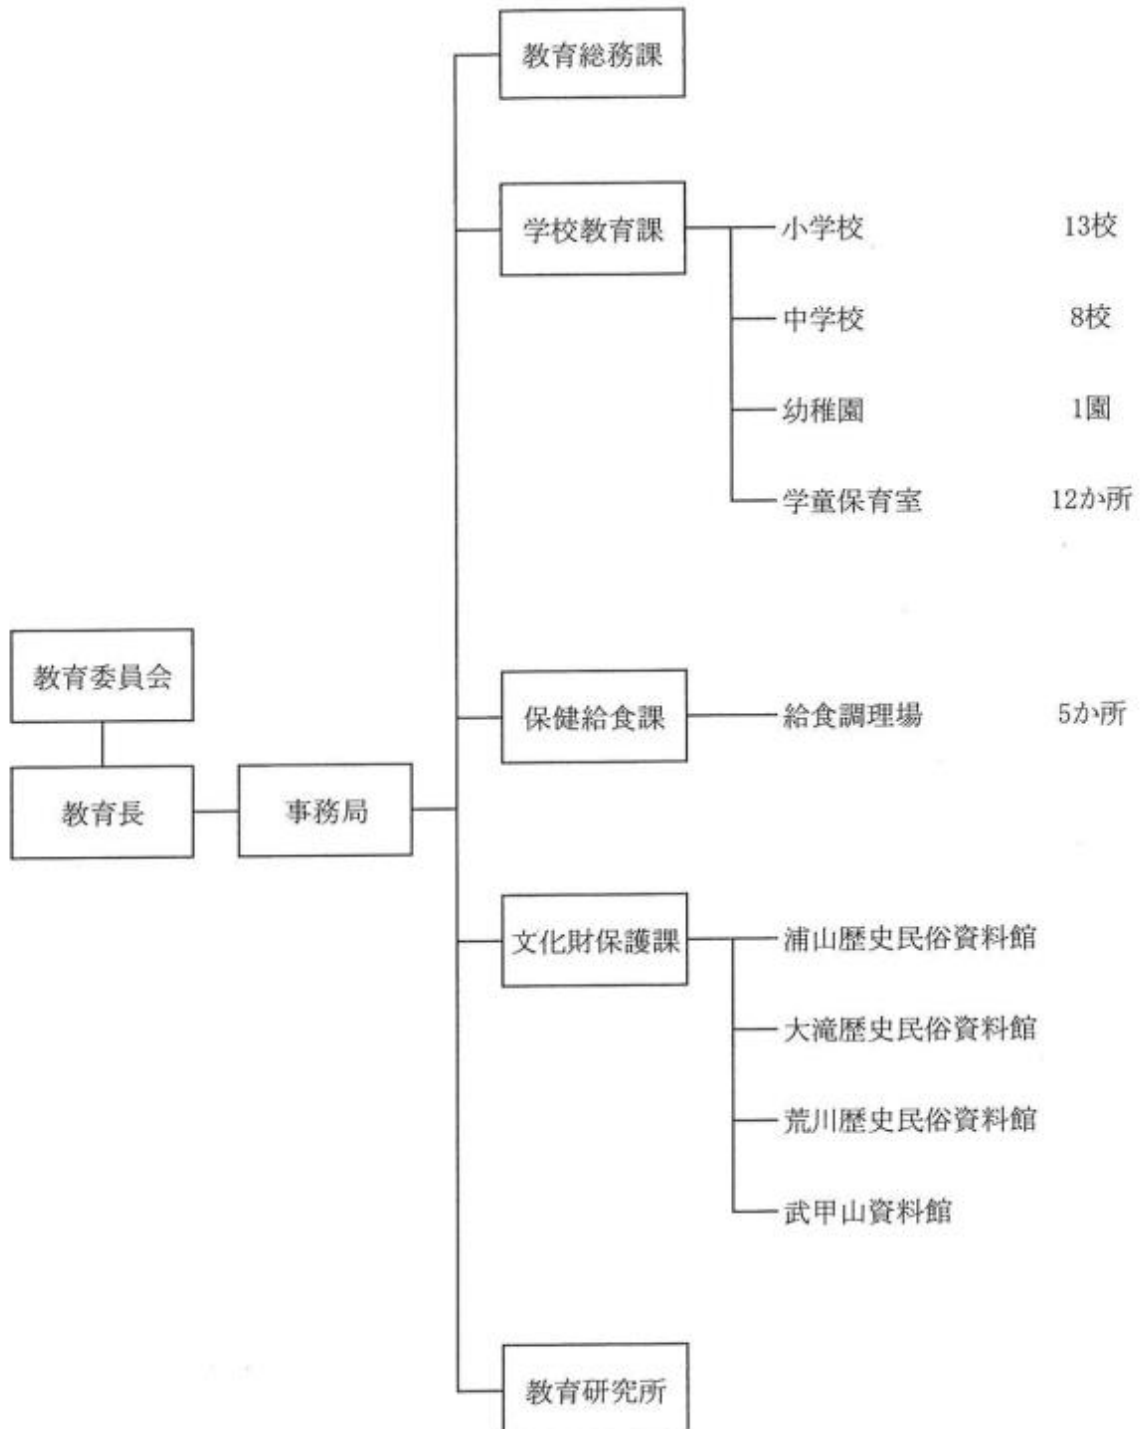 教育総務課
学校教育課
小学校 13校
中学校 8校
幼稚園 1園
学童保育室 12か所
教育委員会
保健給食課
給食調理場 5か所
教育長
事務局
文化財保護課
浦山歴史民俗資料館
大滝歴史民俗資料館
荒川歴史民俗資料館
武甲山資料館
教育研究所